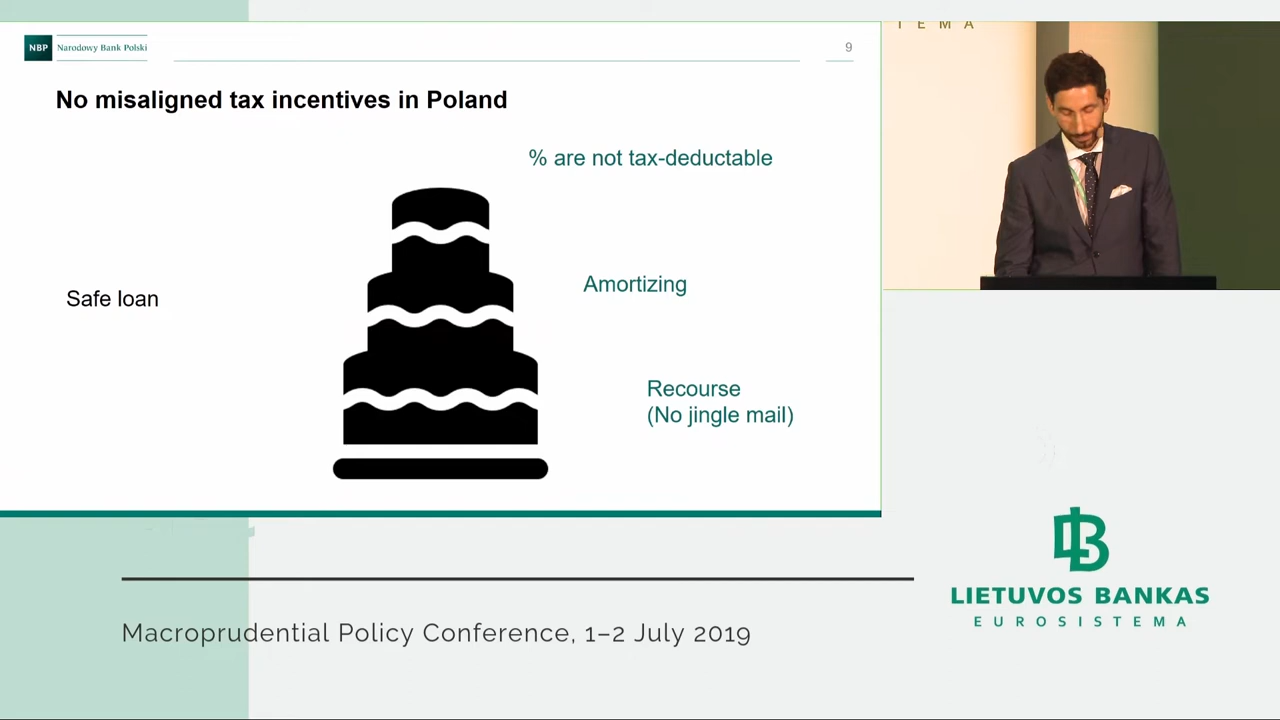 NBP Narodowy Bank Polski
9
T E M A
No misaligned tax incentives in Poland
% are not tax-deductable
Amortizing
Safe loan
Recourse
(No jingle mail)
LIETUVOS BANKAS
EUROSISTEMA
Macroprudential Policy Conference, 1–2 July 2019